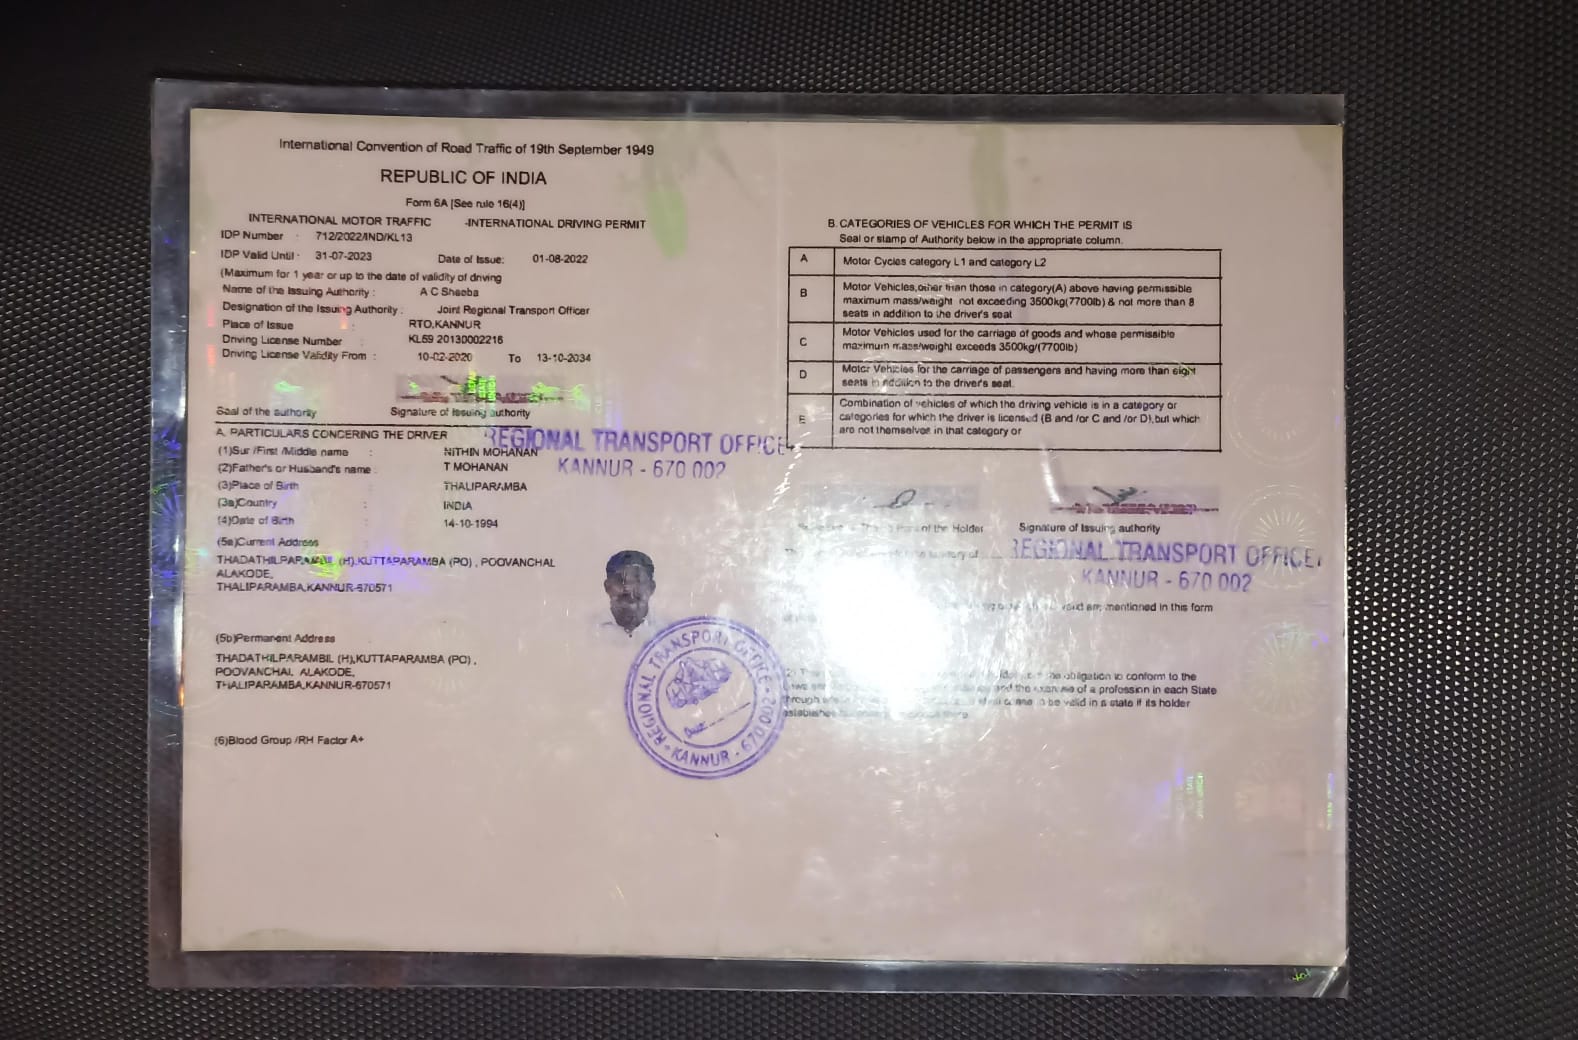 International Convention of Road Traffic of 19th September 1949
REPUBLIC OF INDIA
Form 6A [See rule 16(4)]
INTERNATIONAL MOTOR TRAFFIC -INTERNATIONAL DRIVING PERMIT
IDP Number : 712/2022/IND/KL13
IDP Valid Until : 31-07-2023 Date of Issue: 01-08-2022
(Maximum for 1 year or up to the date of validity of driving
Name of the Issuing Authority : A C Sheeba
Designation of the Issuing Authority : Joint Regional Transport Officer
Place of Issue : RTO,KANNUR
Driving License Number : KL59 20130002216
Driving License Validity From : 10-02-2020 To 13-10-2034
Seal of the authority Signature of Issuing authority
A. PARTICULARS CONCERING THE DRIVER
REGIONAL TRANSPORT OFFICE
KANNUR - 670 002
(1)Sur /First /Middle name : NITHIN MOHANAN
(2)Father's or Husband's name : T MOHANAN
(3)Place of Birth : THALIPARAMBA
(3a)Country : INDIA
(4)Date of Birth : 14-10-1994
(5a)Current Address :
THADATHILPARAMBIL (H),KUTTAPARAMBA (PO) , POOVANCHAL
ALAKODE,
THALIPARAMBA,KANNUR-670571
(5b)Permanent Address
THADATHILPARAMBIL (H),KUTTAPARAMBA (PO) ,
POOVANCHAL ALAKODE,
THALIPARAMBA,KANNUR-670571
(6)Blood Group /RH Factor A+
REGIONAL TRANSPORT OFFICE
KANNUR - 670 002
B. CATEGORIES OF VEHICLES FOR WHICH THE PERMIT IS
Seal or stamp of Authority below in the appropriate column.
A Motor Cycles category L1 and category L2
B Motor Vehicles,other than those in category(A) above having permissible
maximum mass/weight not exceeding 3500kg(7700lb) & not more than 8
seats in addition to the driver's seat
C Motor Vehicles used for the carriage of goods and whose permissible
maximum mass/weight exceeds 3500kg/(7700lb)
D Motor Vehicles for the carriage of passengers and having more than eight
seats in addition to the driver's seat.
E Combination of vehicles of which the driving vehicle is in a category or
categories for which the driver is licensed (B and /or C and /or D),but which
are not themselves in that category or
of the Holder Signature of Issuing authority
of
REGIONAL TRANSPORT OFFICE
KANNUR - 670 002
valid are mentioned in this form
the obligation to conform to the
and the exercise of a profession in each State
to be valid in a state if its holder